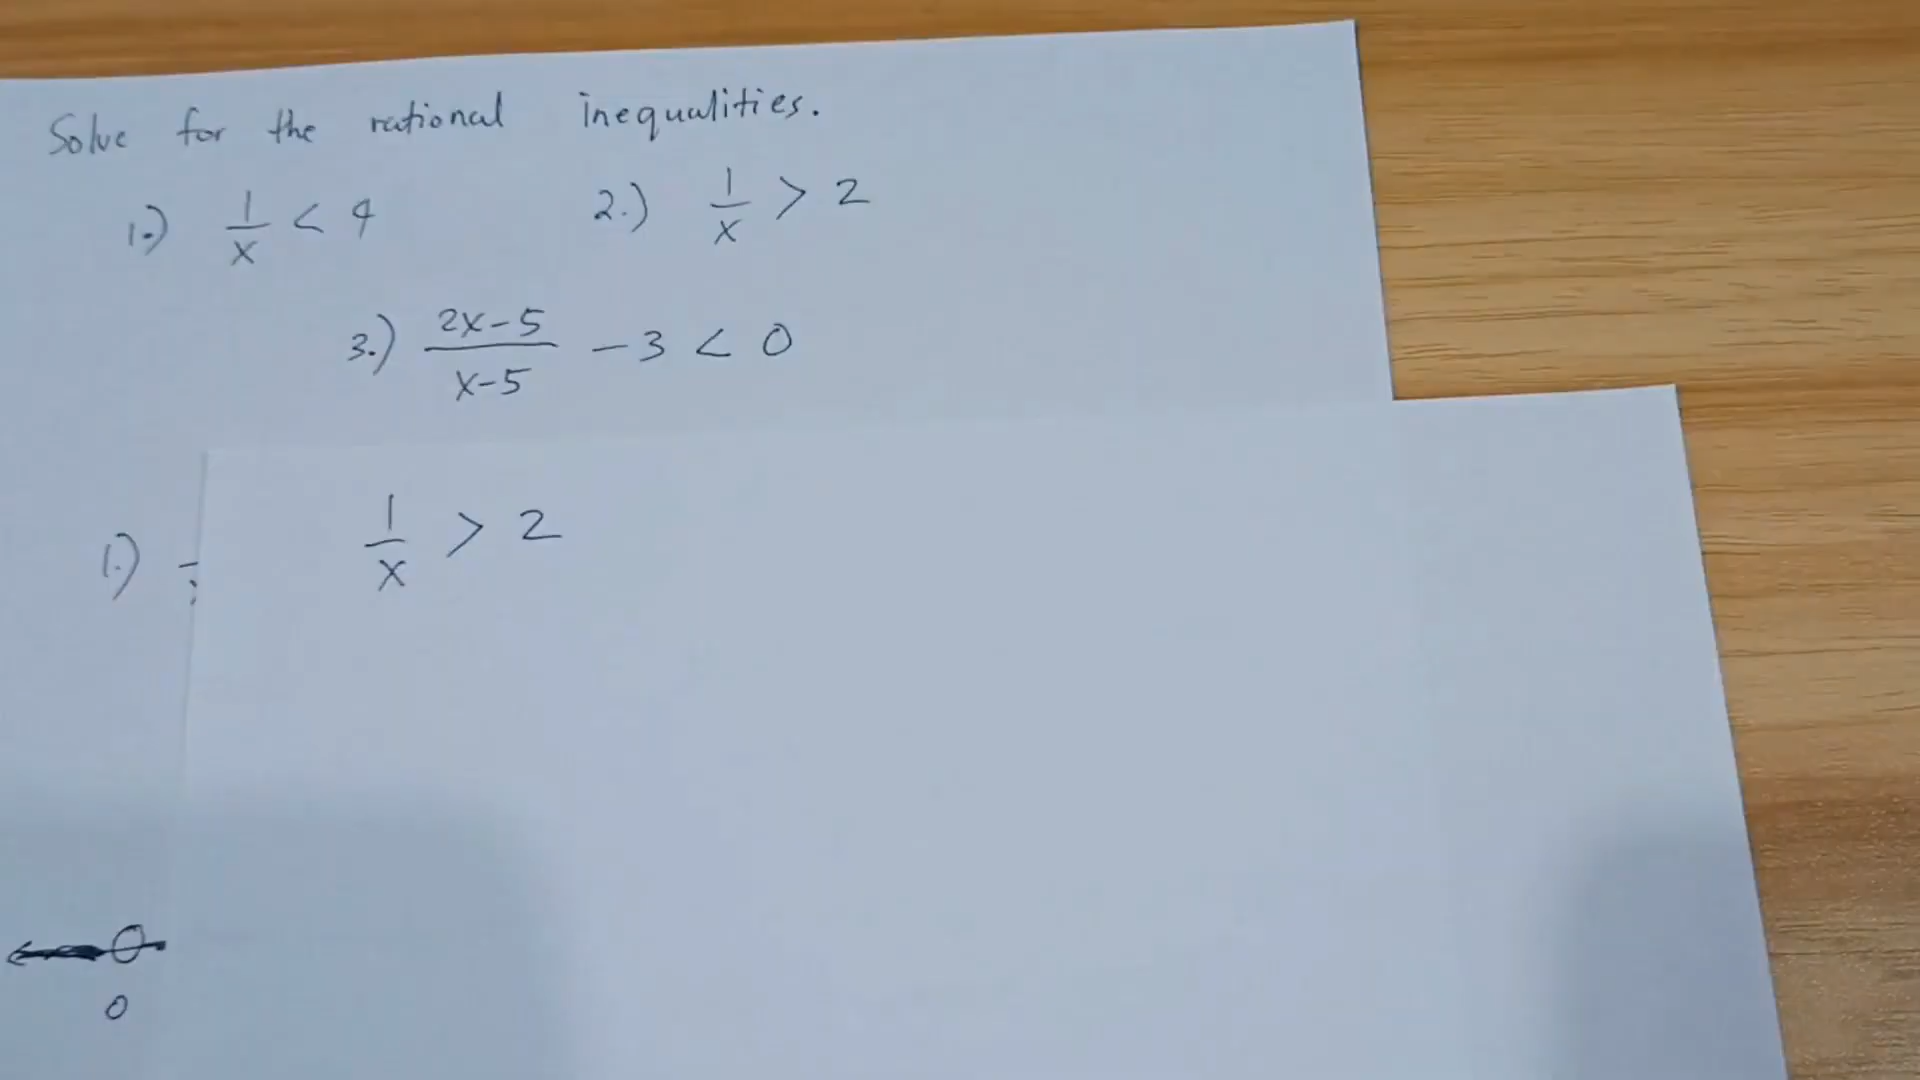 Solve for the rational inequalities.
1.) 1/x < 4 2.) 1/x > 2
3.) (2x-5)/(x-5) - 3 < 0
1/x > 2
1.)
0